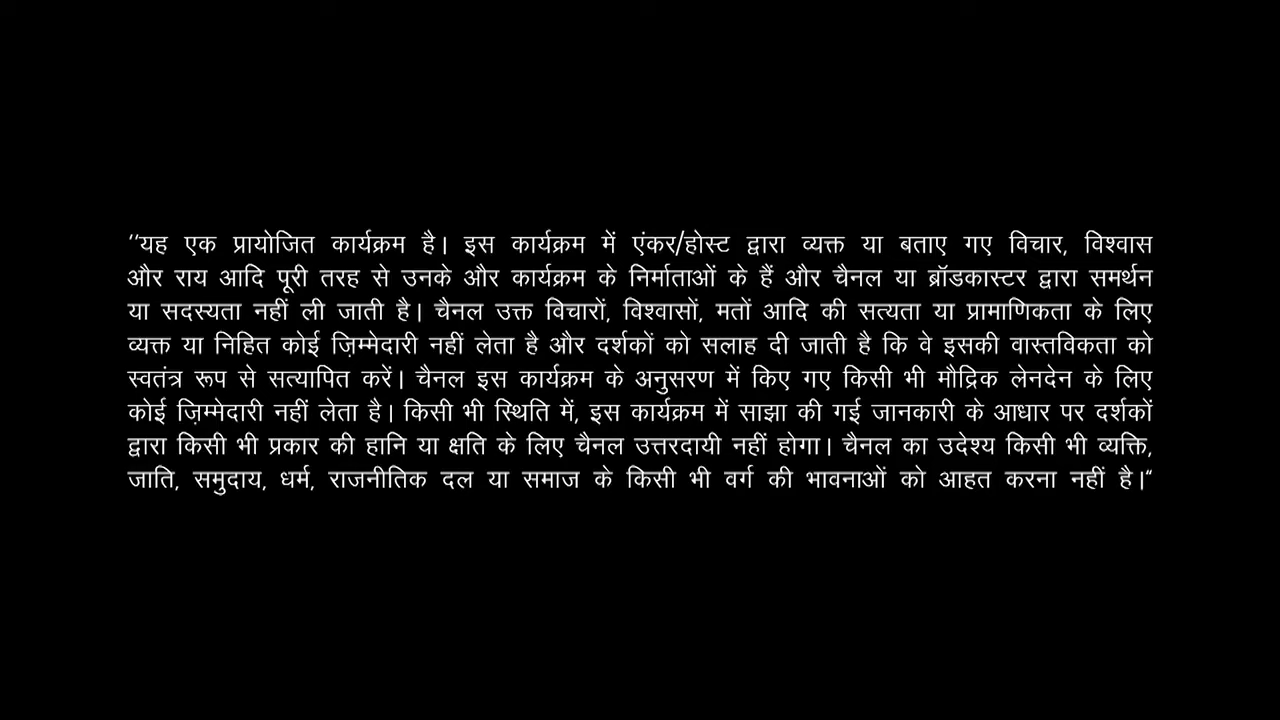 ‘‘यह एक प्रायोजित कार्यक्रम है। इस कार्यक्रम में एंकर/होस्ट द्वारा व्यक्त या बताए गए विचार, विश्वास
और राय आदि पूरी तरह से उनके और कार्यक्रम के निर्माताओं के हैं और चैनल या ब्रॉडकास्टर द्वारा समर्थन
या सदस्यता नहीं ली जाती है। चैनल उक्त विचारों, विश्वासों, मतों आदि की सत्यता या प्रामाणिकता के लिए
व्यक्त या निहित कोई ज़िम्मेदारी नहीं लेता है और दर्शकों को सलाह दी जाती है कि वे इसकी वास्तविकता को
स्वतंत्र रूप से सत्यापित करें। चैनल इस कार्यक्रम के अनुसरण में किए गए किसी भी मौद्रिक लेनदेन के लिए
कोई ज़िम्मेदारी नहीं लेता है। किसी भी स्थिति में, इस कार्यक्रम में साझा की गई जानकारी के आधार पर दर्शकों
द्वारा किसी भी प्रकार की हानि या क्षति के लिए चैनल उत्तरदायी नहीं होगा। चैनल का उदेश्य किसी भी व्यक्ति,
जाति, समुदाय, धर्म, राजनीतिक दल या समाज के किसी भी वर्ग की भावनाओं को आहत करना नहीं है।“